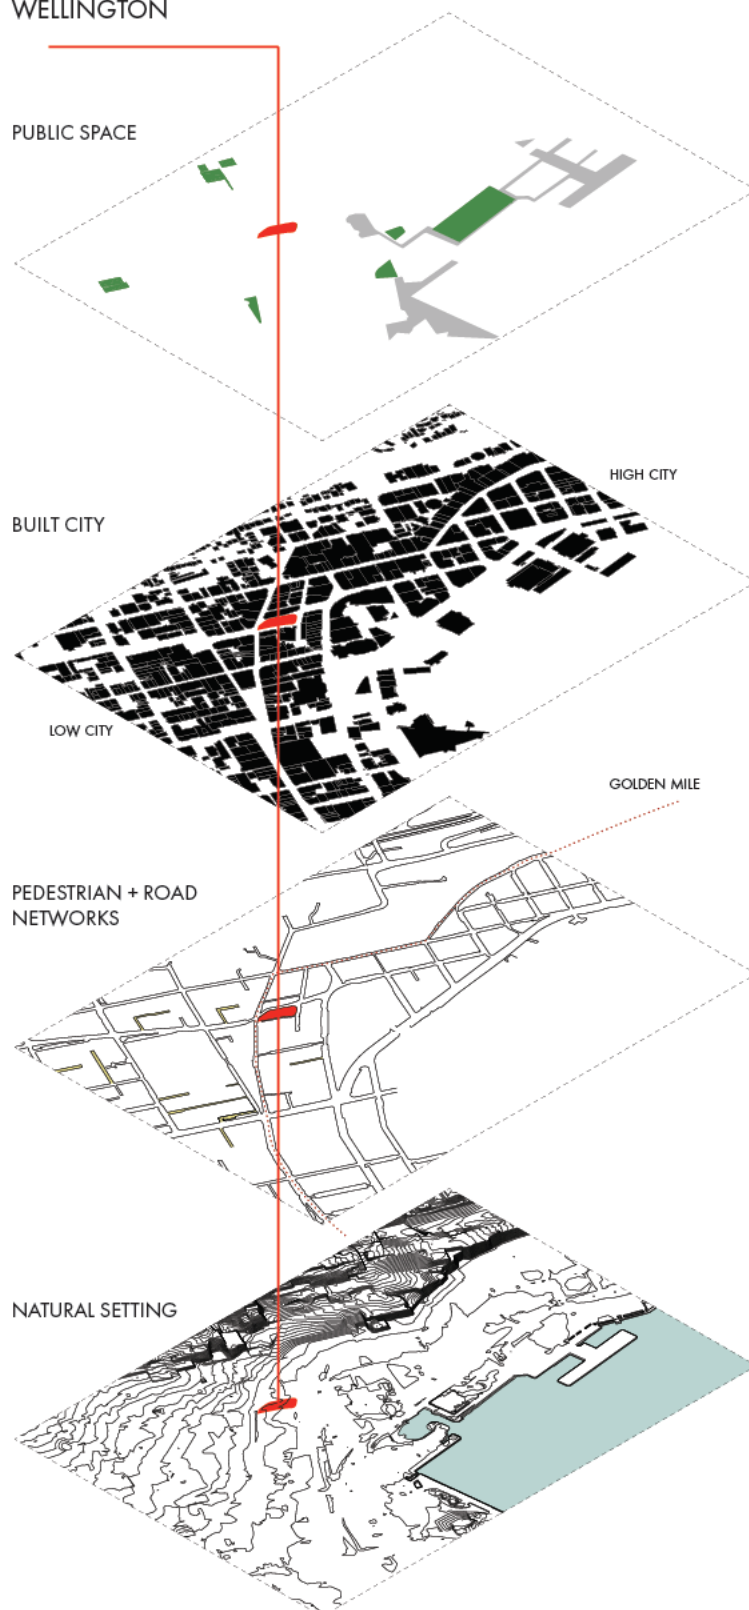 WELLINGTON
PUBLIC SPACE
HIGH CITY
BUILT CITY
LOW CITY
GOLDEN MILE
PEDESTRIAN + ROAD
NETWORKS
NATURAL SETTING